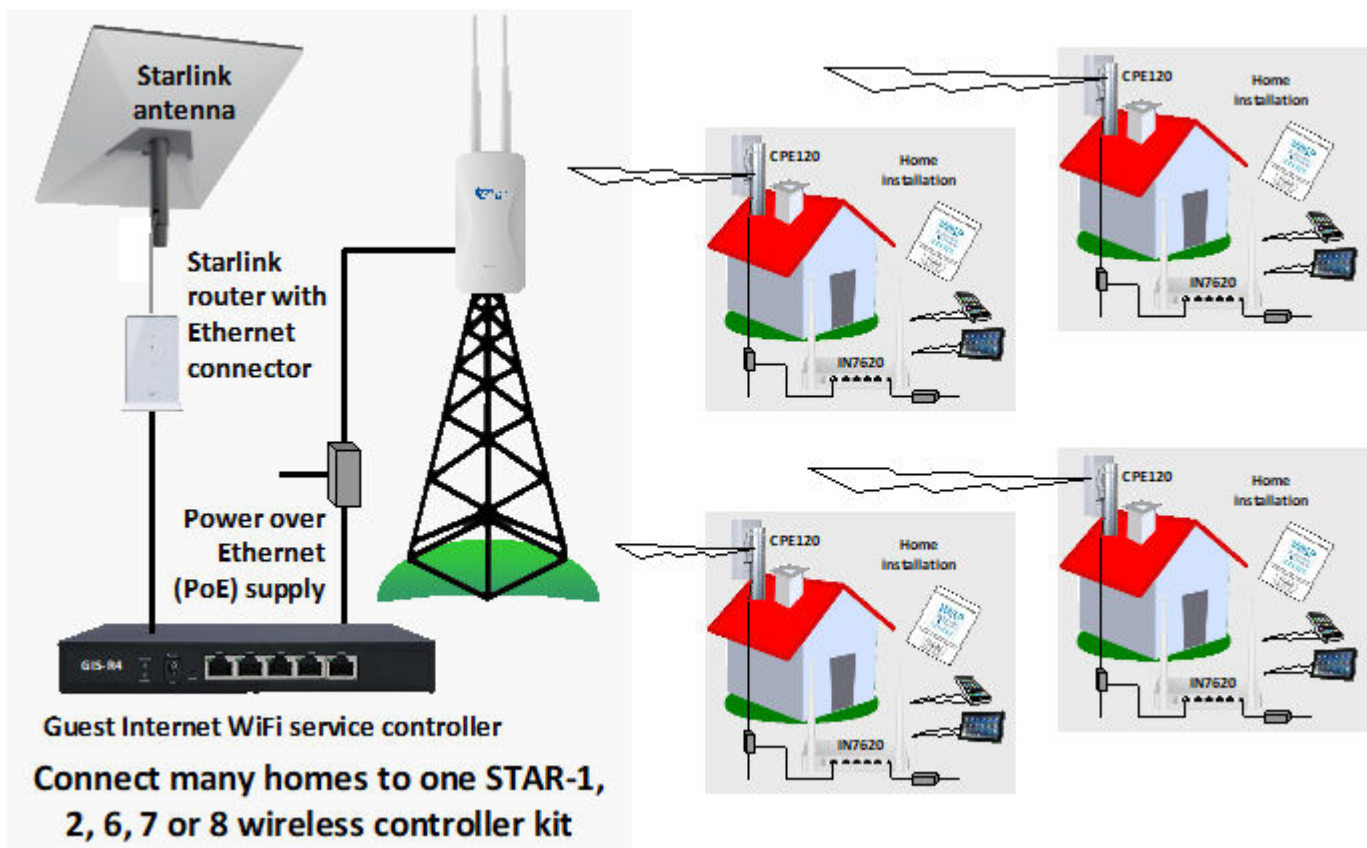 Starlink
antenna
Starlink
router with
Ethernet
connector
Power over
Ethernet
(PoE) supply
GIS-R4
Guest Internet WiFi service controller
Connect many homes to one STAR-1,
2, 6, 7 or 8 wireless controller kit
CPE120
Home
installation
IN7620
CPE120
Home
installation
IN7620
CPE120
Home
installation
IN7620
CPE120
Home
installation
IN7620